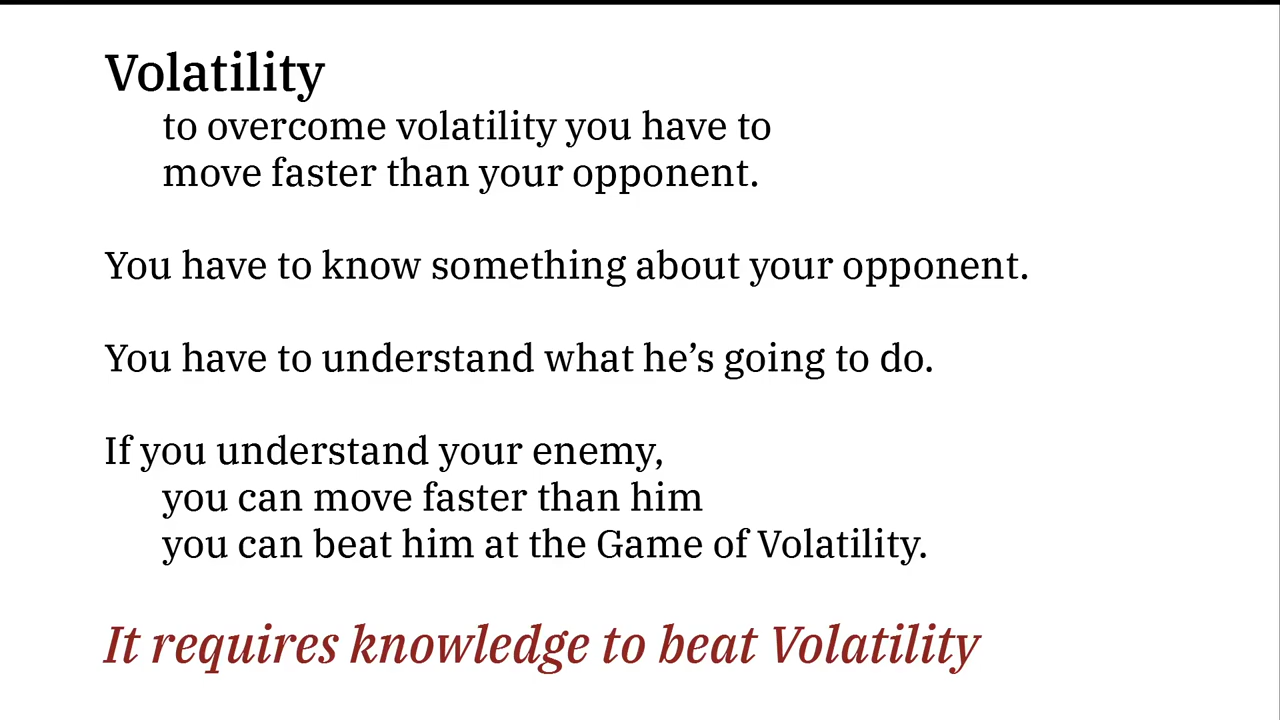 Volatility
to overcome volatility you have to
move faster than your opponent.
You have to know something about your opponent.
You have to understand what he’s going to do.
If you understand your enemy,
you can move faster than him
you can beat him at the Game of Volatility.
It requires knowledge to beat Volatility